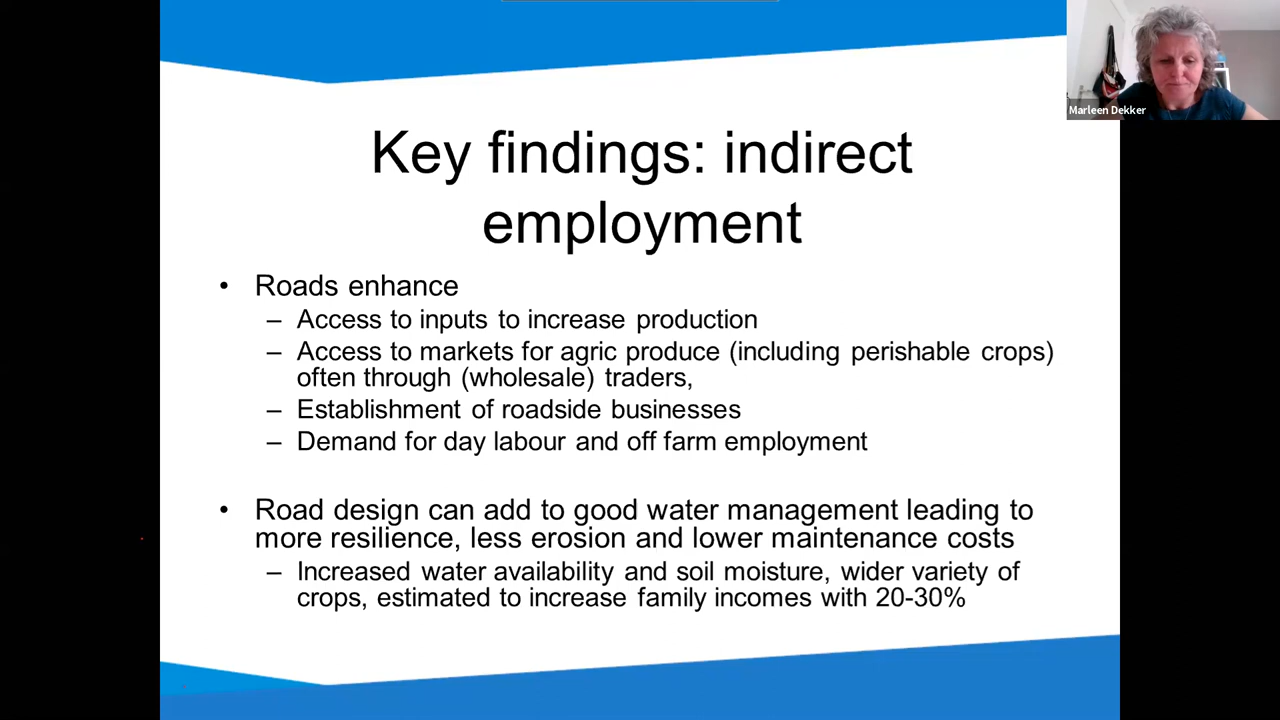 Marleen Dekker
Key findings: indirect
employment
• Roads enhance
– Access to inputs to increase production
– Access to markets for agric produce (including perishable crops)
often through (wholesale) traders,
– Establishment of roadside businesses
– Demand for day labour and off farm employment
• Road design can add to good water management leading to
more resilience, less erosion and lower maintenance costs
– Increased water availability and soil moisture, wider variety of
crops, estimated to increase family incomes with 20-30%